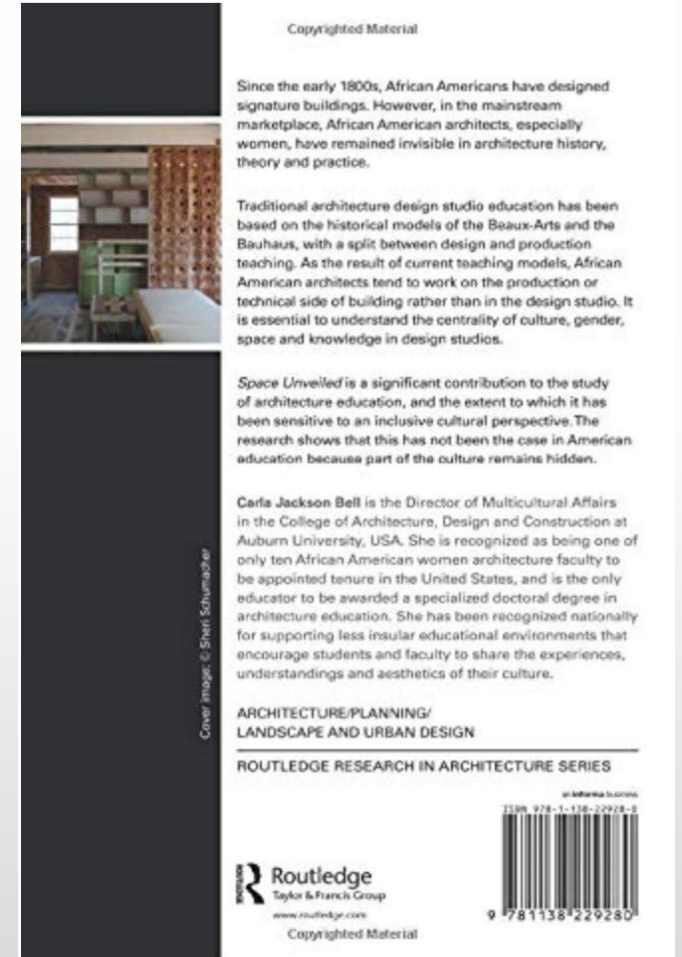 Copyrighted Material
Since the early 1800s, African Americans have designed
signature buildings. However, in the mainstream
marketplace, African American architects, especially
women, have remained invisible in architecture history,
theory and practice.
Traditional architecture design studio education has been
based on the historical models of the Beaux-Arts and the
Bauhaus, with a split between design and production
teaching. As the result of current teaching models, African
American architects tend to work on the production or
technical side of building rather than in the design studio. It
is essential to understand the centrality of culture, gender,
space and knowledge in design studios.
Space Unveiled is a significant contribution to the study
of architecture education, and the extent to which it has
been sensitive to an inclusive cultural perspective. The
research shows that this has not been the case in American
education because part of the culture remains hidden.
Carla Jackson Bell is the Director of Multicultural Affairs
in the College of Architecture, Design and Construction at
Auburn University, USA. She is recognized as being one of
only ten African American women architecture faculty to
be appointed tenure in the United States, and is the only
educator to be awarded a specialized doctoral degree in
architecture education. She has been recognized nationally
for supporting less insular educational environments that
encourage students and faculty to share the experiences,
understandings and aesthetics of their culture.
Cover image: © Sheri Schumacher
ARCHITECTURE/PLANNING/
LANDSCAPE AND URBAN DESIGN
ROUTLEDGE RESEARCH IN ARCHITECTURE SERIES
an informa business
ISBN 978-1-138-22928-0
9 781138 229280
ROUTLEDGE
Routledge
Taylor & Francis Group
www.routledge.com
Copyrighted Material